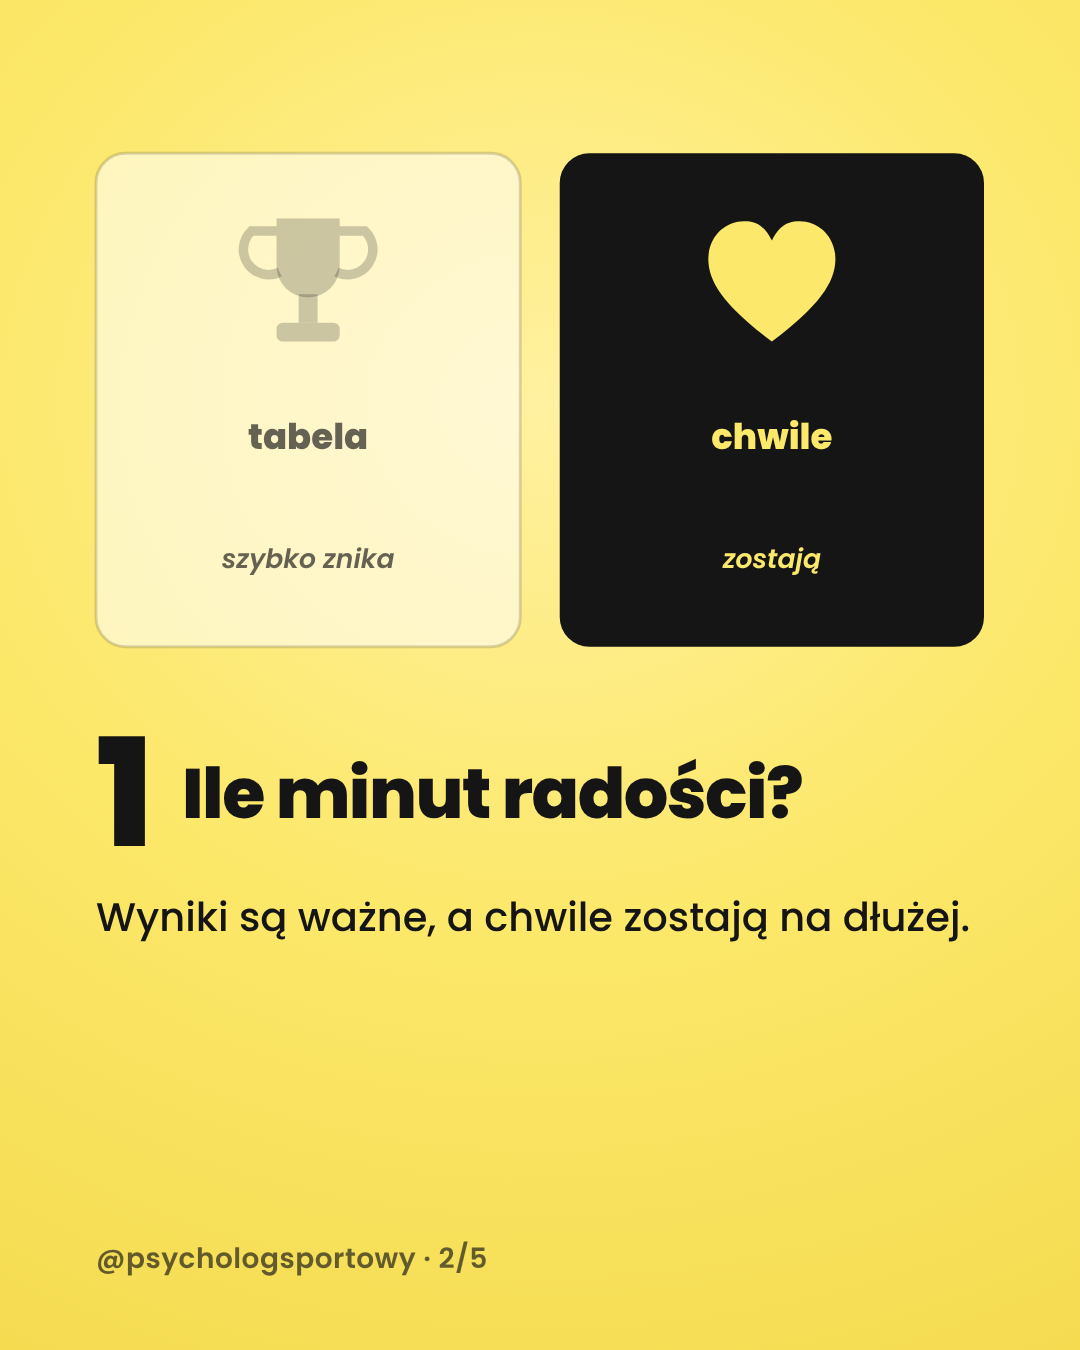 tabela
szybko znika
chwile
zostają
1 Ile minut radości?
Wyniki są ważne, a chwile zostają na dłużej.
@psychologsportowy · 2/5